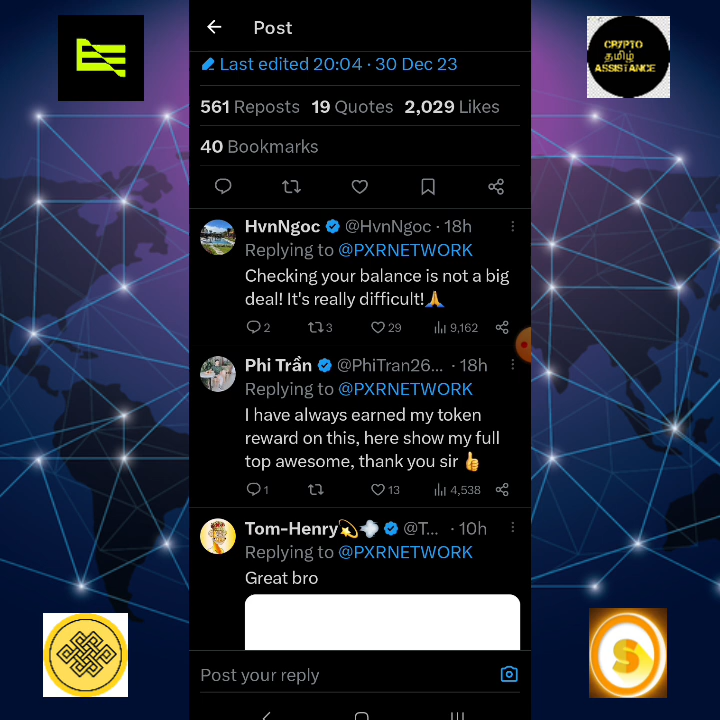 Post
Last edited 20:04 · 30 Dec 23
561 Reposts 19 Quotes 2,029 Likes
40 Bookmarks
HvnNgoc @HvnNgoc · 18h
Replying to @PXRNETWORK
Checking your balance is not a big
deal! It's really difficult!🙏
2 3 29 9,162
Phi Trần @PhiTran26... · 18h
Replying to @PXRNETWORK
I have always earned my token
reward on this, here show my full
top awesome, thank you sir 👍
1 13 4,538
Tom-Henry💫💨 @T... · 10h
Replying to @PXRNETWORK
Great bro
Post your reply
CRYPTO
தமிழ்
ASSISTANCE
S